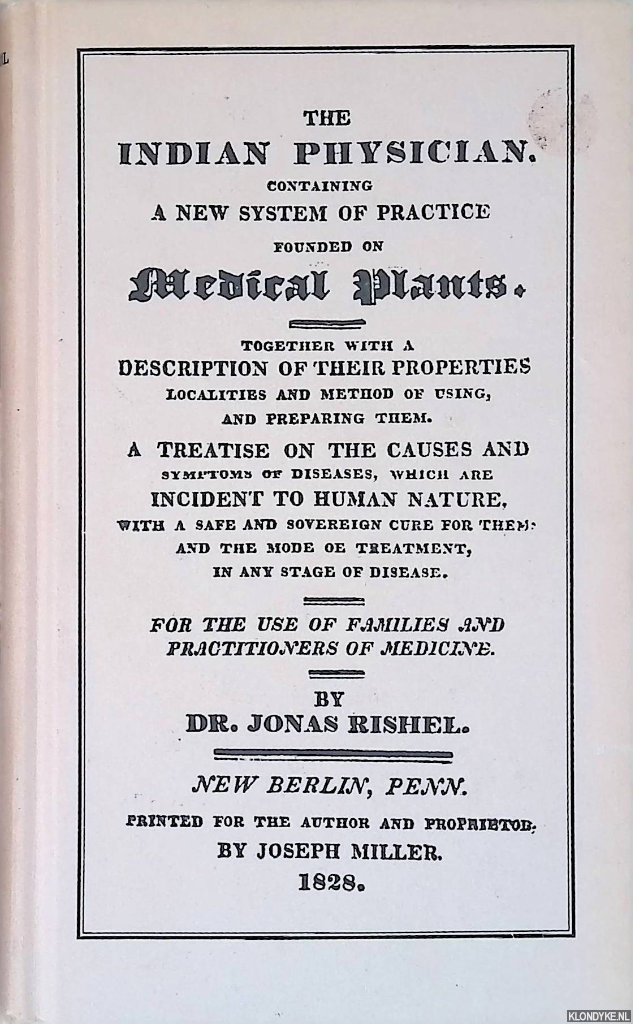 L
THE
INDIAN PHYSICIAN.
CONTAINING
A NEW SYSTEM OF PRACTICE
FOUNDED ON
Medical Plants.
TOGETHER WITH A
DESCRIPTION OF THEIR PROPERTIES
LOCALITIES AND METHOD OF USING,
AND PREPARING THEM.
A TREATISE ON THE CAUSES AND
SYMPTOMS OF DISEASES, WHICH ARE
INCIDENT TO HUMAN NATURE,
WITH A SAFE AND SOVEREIGN CURE FOR THEM:
AND THE MODE OE TREATMENT,
IN ANY STAGE OF DISEASE.
FOR THE USE OF FAMILIES AND
PRACTITIONERS OF MEDICINE.
BY
DR. JONAS RISHEL.
NEW BERLIN, PENN.
PRINTED FOR THE AUTHOR AND PROPRIETOR.
BY JOSEPH MILLER.
1828.
KLONDYKE.NL